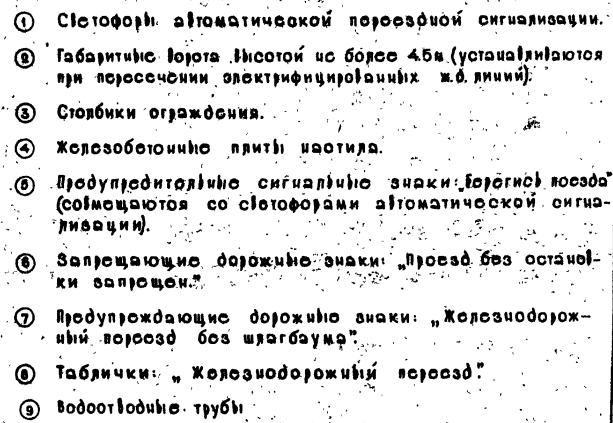 ① Светофоры автоматической переездной сигнализации.
② Габаритные ворота высотой не более 4.5м (устанавливаются
при пересечении электрифицированных ж.д. линий).
③ Столбики ограждения.
④ Железобетонные плиты настила.
⑤ Предупредительные сигнальные знаки: „Берегись поезда"
(совмещаются со светофорами автоматической сигна-
лизации).
⑥ Запрещающие дорожные знаки: „Проезд без останов-
ки запрещен."
⑦ Предупреждающие дорожные знаки: „Железнодорож-
ный переезд без шлагбаума".
⑧ Таблички: „Железнодорожный переезд."
⑨ Водоотводные трубы